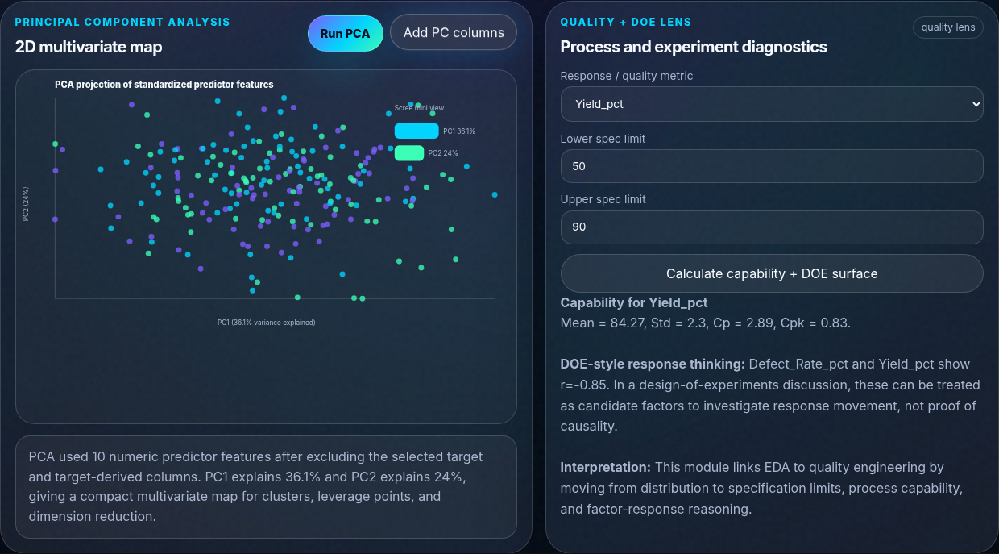 PRINCIPAL COMPONENT ANALYSIS
2D multivariate map
Run PCA
Add PC columns
PCA projection of standardized predictor features
Scree mini view
PC1 36.1%
PC2 24%
PC2 (24%)
PC1 (36.1% variance explained)
PCA used 10 numeric predictor features after excluding the selected target
and target-derived columns. PC1 explains 36.1% and PC2 explains 24%,
giving a compact multivariate map for clusters, leverage points, and
dimension reduction.
QUALITY + DOE LENS
quality lens
Process and experiment diagnostics
Response / quality metric
Yield_pct
Lower spec limit
50
Upper spec limit
90
Calculate capability + DOE surface
Capability for Yield_pct
Mean = 84.27, Std = 2.3, Cp = 2.89, Cpk = 0.83.
DOE-style response thinking: Defect_Rate_pct and Yield_pct show
r=-0.85. In a design-of-experiments discussion, these can be treated
as candidate factors to investigate response movement, not proof of
causality.
Interpretation: This module links EDA to quality engineering by
moving from distribution to specification limits, process capability,
and factor-response reasoning.